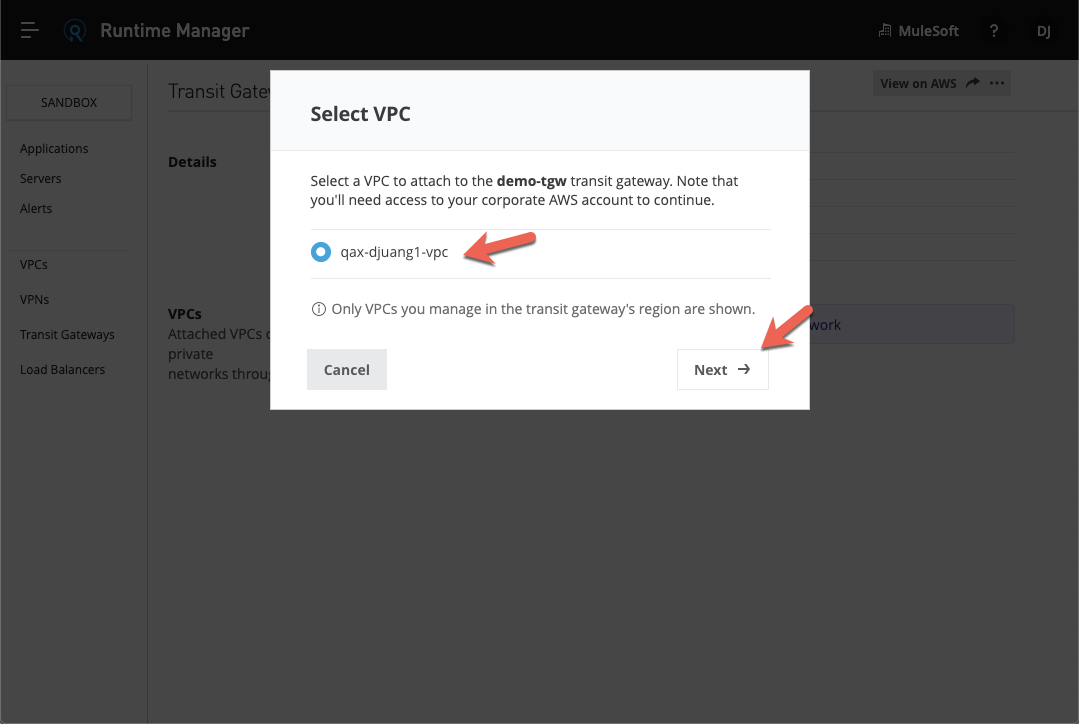 Runtime Manager
MuleSoft
?
DJ
SANDBOX
Applications
Servers
Alerts
VPCs
VPNs
Transit Gateways
Load Balancers
Transit
View on AWS
Details
VPCs
Attached VPCs
private
networks
work
Select VPC
Select a VPC to attach to the demo-tgw transit gateway. Note that
you'll need access to your corporate AWS account to continue.
qax-djuang1-vpc
Only VPCs you manage in the transit gateway's region are shown.
Cancel
Next